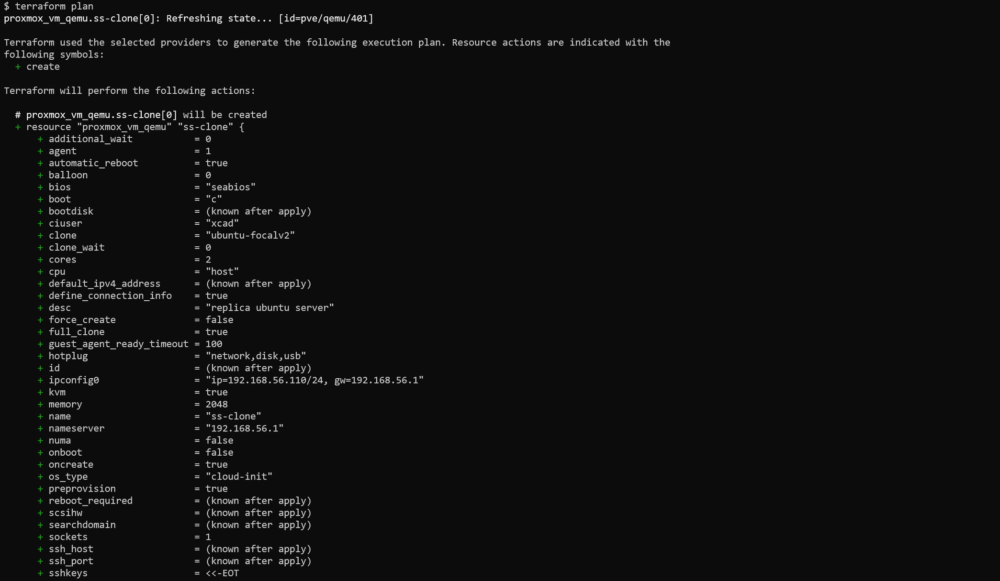 $ terraform plan
proxmox_vm_qemu.ss-clone[0]: Refreshing state... [id=pve/qemu/401]

Terraform used the selected providers to generate the following execution plan. Resource actions are indicated with the
following symbols:
  + create

Terraform will perform the following actions:

  # proxmox_vm_qemu.ss-clone[0] will be created
  + resource "proxmox_vm_qemu" "ss-clone" {
      + additional_wait           = 0
      + agent                     = 1
      + automatic_reboot          = true
      + balloon                   = 0
      + bios                      = "seabios"
      + boot                      = "c"
      + bootdisk                  = (known after apply)
      + ciuser                    = "xcad"
      + clone                     = "ubuntu-focalv2"
      + clone_wait                = 0
      + cores                     = 2
      + cpu                       = "host"
      + default_ipv4_address      = (known after apply)
      + define_connection_info    = true
      + desc                      = "replica ubuntu server"
      + force_create              = false
      + full_clone                = true
      + guest_agent_ready_timeout = 100
      + hotplug                   = "network,disk,usb"
      + id                        = (known after apply)
      + ipconfig0                 = "ip=192.168.56.110/24, gw=192.168.56.1"
      + kvm                       = true
      + memory                    = 2048
      + name                      = "ss-clone"
      + nameserver                = "192.168.56.1"
      + numa                      = false
      + onboot                    = false
      + oncreate                  = true
      + os_type                   = "cloud-init"
      + preprovision              = true
      + reboot_required           = (known after apply)
      + scsihw                    = (known after apply)
      + searchdomain              = (known after apply)
      + sockets                   = 1
      + ssh_host                  = (known after apply)
      + ssh_port                  = (known after apply)
      + sshkeys                   = <<-EOT